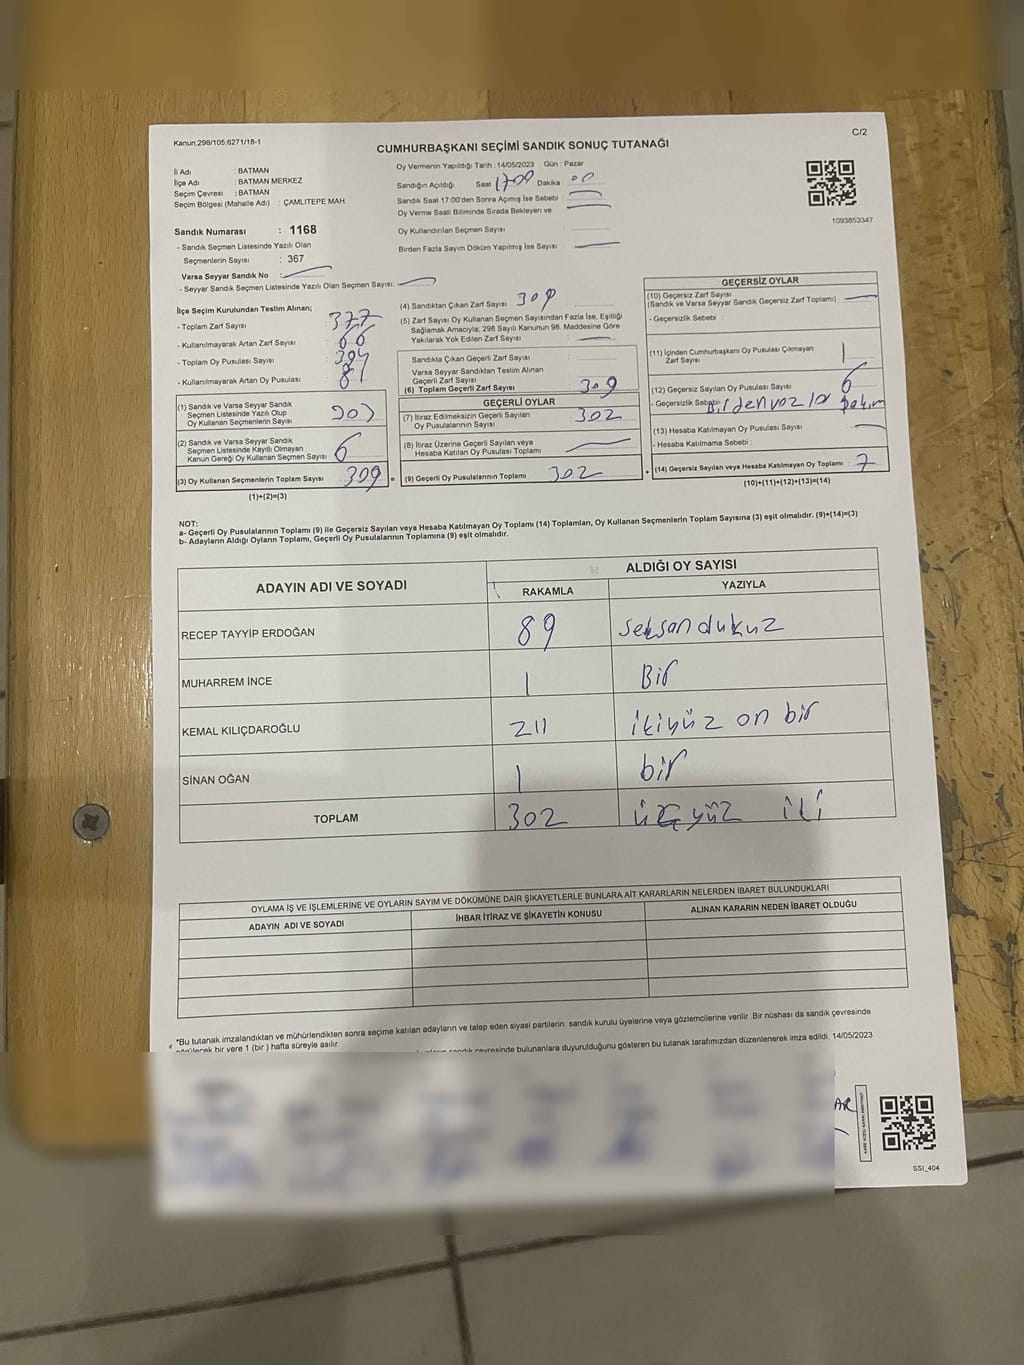 Kanun;298/105;6271/18-1
C/2
CUMHURBAŞKANI SEÇİMİ SANDIK SONUÇ TUTANAĞI
İl Adı : BATMAN
İlçe Adı : BATMAN MERKEZ
Seçim Çevresi : BATMAN
Seçim Bölgesi (Mahalle Adı) : ÇAMLITEPE MAH
Oy Vermenin Yapıldığı Tarih :14/05/2023 Gün : Pazar
Sandığın Açıldığı Saat 1700 Dakika : 00
Sandık Saat 17:00'den Sonra Açımış İse Sebebi :
Oy Verme Saati Bitiminde Sırada Bekleyen ve
Oy Kullandırılan Seçmen Sayısı
Birden Fazla Sayım Döküm Yapılmış İse Sayısı :
1093853347
Sandık Numarası : 1168
- Sandık Seçmen Listesinde Yazılı Olan
Seçmenlerin Sayısı : 367
Varsa Seyyar Sandık No :
- Seyyar Sandık Seçmen Listesinde Yazılı Olan Seçmen Sayısı:
İlçe Seçim Kurulundan Teslim Alınan;
- Toplam Zarf Sayısı : 377
- Kullanılmayarak Artan Zarf Sayısı :
- Toplam Oy Pusulası Sayısı :
- Kullanılmayarak Artan Oy Pusulası :
(1) Sandık ve Varsa Seyyar Sandık
Seçmen Listesinde Yazılı Olup
Oy Kullanan Seçmenlerin Sayısı 303
(2) Sandık ve Varsa Seyyar Sandık
Seçmen Listesinde Kayıtlı Olmayan
Kanun Gereği Oy Kullanan Seçmen Sayısı 6
(3) Oy Kullanan Seçmenlerin Toplam Sayısı 309
(1)+(2)=(3)
(4) Sandıktan Çıkan Zarf Sayısı 309
(5) Zarf Sayısı Oy Kullanan Seçmen Sayısından Fazla İse, Eşitliği
Sağlamak Amacıyla; 298 Sayılı Kanunun 98. Maddesine Göre
Yakılarak Yok Edilen Zarf Sayısı :
Sandıkta Çıkan Geçerli Zarf Sayısı
Varsa Seyyar Sandıktan Teslim Alınan
Geçerli Zarf Sayısı
(6) Toplam Geçerli Zarf Sayısı 309
GEÇERLİ OYLAR
(7) İtiraz Edilmeksizin Geçerli Sayılan
Oy Pusulalarının Sayısı 302
(8) İtiraz Üzerine Geçerli Sayılan veya
Hesaba Katılan Oy Pusulası Toplamı
= (9) Geçerli Oy Pusulalarının Toplamı 302
GEÇERSİZ OYLAR
(10) Geçersiz Zarf Sayısı
(Sandık ve Varsa Seyyar Sandık Geçersiz Zarf Toplamı) :
- Geçersizlik Sebebi :
(11) İçinden Cumhurbaşkanı Oy Pusulası Çıkmayan
Zarf Sayısı 1
(12) Geçersiz Sayılan Oy Pusulası Sayısı 6
- Geçersizlik Sebebi:
(13) Hesaba Katılmayan Oy Pusulası Sayısı :
- Hesaba Katılmama Sebebi :
+ (14) Geçersiz Sayılan veya Hesaba Katılmayan Oy Toplamı 7
(10)+(11)+(12)+(13)=(14)
NOT:
a- Geçerli Oy Pusulalarının Toplamı (9) ile Geçersiz Sayılan veya Hesaba Katılmayan Oy Toplamı (14) Toplamları, Oy Kullanan Seçmenlerin Toplam Sayısına (3) eşit olmalıdır. (9)+(14)=(3)
b- Adayların Aldığı Oyların Toplamı, Geçerli Oy Pusulalarının Toplamına (9) eşit olmalıdır.
ADAYIN ADI VE SOYADI
ALDIĞI OY SAYISI
RAKAMLA YAZIYLA
RECEP TAYYİP ERDOĞAN 89 seksan dukuz
MUHARREM İNCE 1 Bir
KEMAL KILIÇDAROĞLU 211 ikiyüz on bir
SİNAN OĞAN 1 bir
TOPLAM 302 üçyüz iki
OYLAMA İŞ VE İŞLEMLERİNE VE OYLARIN SAYIM VE DÖKÜMÜNE DAİR ŞİKAYETLERLE BUNLARA AİT KARARLARIN NELERDEN İBARET BULUNDUKLARI
ADAYIN ADI VE SOYADI İHBAR İTİRAZ VE ŞİKAYETİN KONUSU ALINAN KARARIN NEDEN İBARET OLDUĞU
*Bu tutanak imzalandıktan ve mühürlendikten sonra seçime katılan adayların ve talep eden siyasi partilerin sandık kurulu üyelerine veya gözlemcilerine verilir .Bir nüshası da sandık çevresinde
görülecek bir yere 1 (bir ) hafta süreyle asılır.
sandık çevresinde bulunanlara duyurulduğunu gösteren bu tutanak tarafımızdan düzenlenerek imza edildi. 14/05/2023
AR
SSI_404